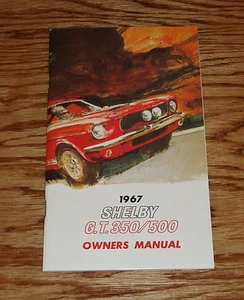 1967
SHELBY
G.T. 350/500
OWNERS MANUAL